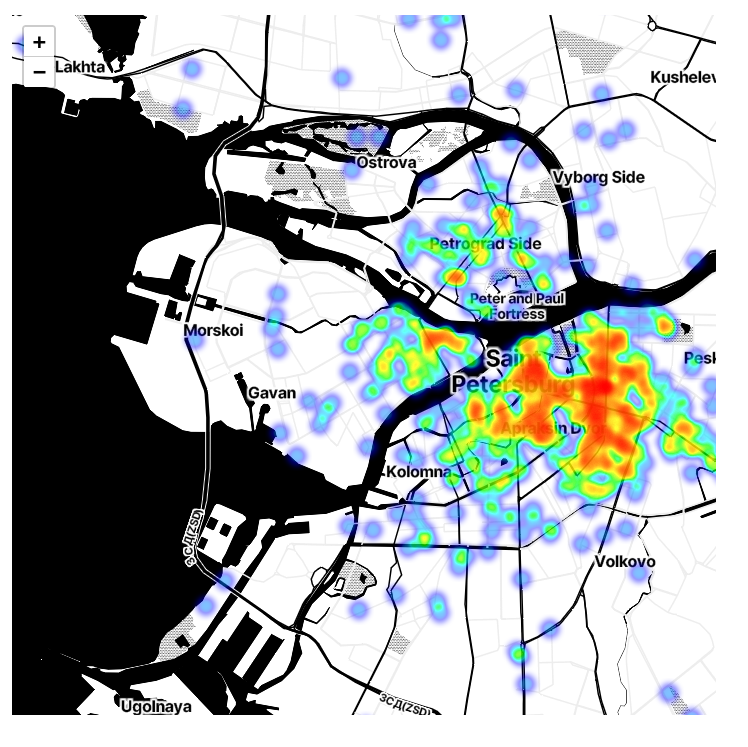 +
−
Lakhta
Kushelev
Ostrova
Vyborg Side
Petrograd Side
Peter and Paul
Fortress
Morskoi
Saint
Petersburg
Pesk
Gavan
Apraksin Dvor
Kolomna
ЗСД(ZSD)
Volkovo
ЗСД(ZSD)
Ugolnaya